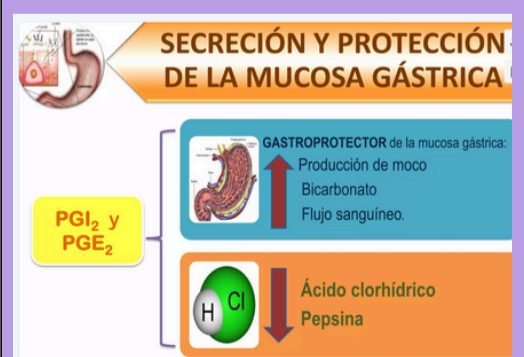 SECRECIÓN Y PROTECCIÓN
DE LA MUCOSA GÁSTRICA
GASTROPROTECTOR de la mucosa gástrica:
Producción de moco
Bicarbonato
Flujo sanguíneo.
PGI₂ y
PGE₂
H Cl
Ácido clorhídrico
Pepsina